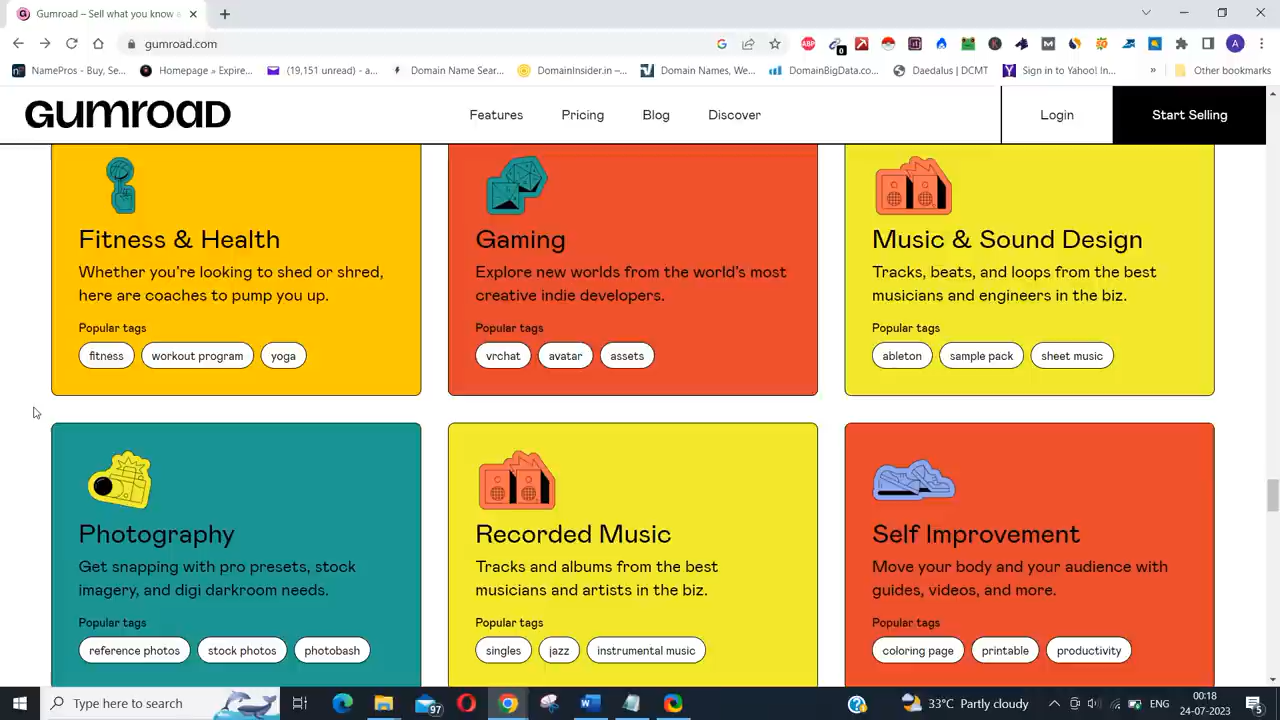 Gumroad – Sell what you know a
gumroad.com
ABP
0
A
NamePros - Buy, Se...
Homepage » Expire...
(19,151 unread) - a...
Domain Name Sear...
DomainInsider.in –...
Domain Names, We...
DomainBigData.co...
Daedalus | DCMT
Sign in to Yahoo! In...
»
Other bookmarks
GUMROAD
Features
Pricing
Blog
Discover
Login
Start Selling
Fitness & Health
Whether you're looking to shed or shred,
here are coaches to pump you up.
Popular tags
fitness
workout program
yoga
Gaming
Explore new worlds from the world's most
creative indie developers.
Popular tags
vrchat
avatar
assets
Music & Sound Design
Tracks, beats, and loops from the best
musicians and engineers in the biz.
Popular tags
ableton
sample pack
sheet music
Photography
Get snapping with pro presets, stock
imagery, and digi darkroom needs.
Popular tags
reference photos
stock photos
photobash
Recorded Music
Tracks and albums from the best
musicians and artists in the biz.
Popular tags
singles
jazz
instrumental music
Self Improvement
Move your body and your audience with
guides, videos, and more.
Popular tags
coloring page
printable
productivity
Type here to search
97
33°C Partly cloudy
ENG
00:18
24-07-2023
5